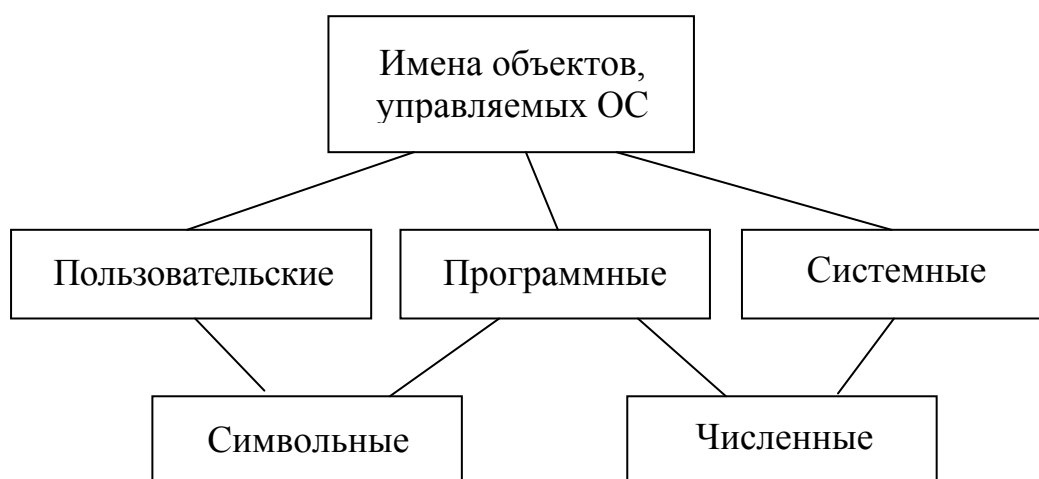 Имена объектов,
управляемых ОС
Пользовательские
Программные
Системные
Символьные
Численные